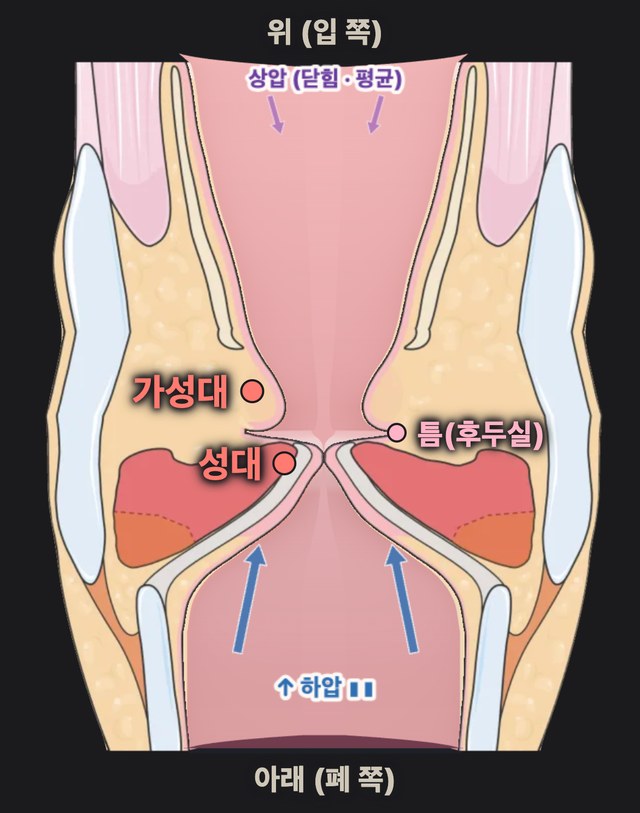 위 (입 쪽)
상압 (닫힘 · 평균)
가성대
틈(후두실)
성대
↑ 하압 ▮▮
아래 (폐 쪽)